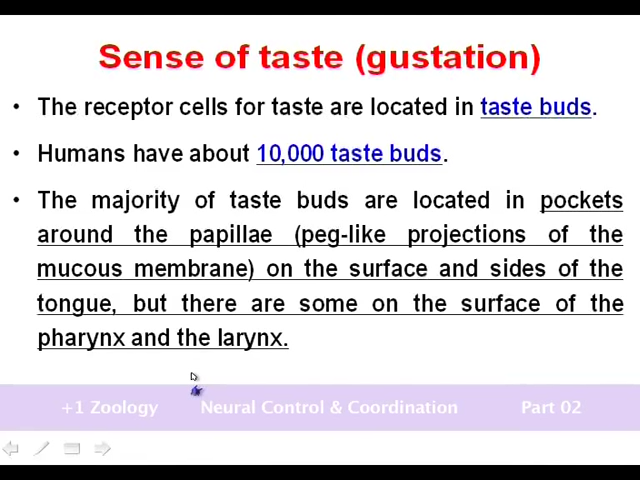 Sense of taste (gustation)
• The receptor cells for taste are located in taste buds.
• Humans have about 10,000 taste buds.
• The majority of taste buds are located in pockets
around the papillae (peg-like projections of the
mucous membrane) on the surface and sides of the
tongue, but there are some on the surface of the
pharynx and the larynx.
+1 Zoology Neural Control & Coordination Part 02